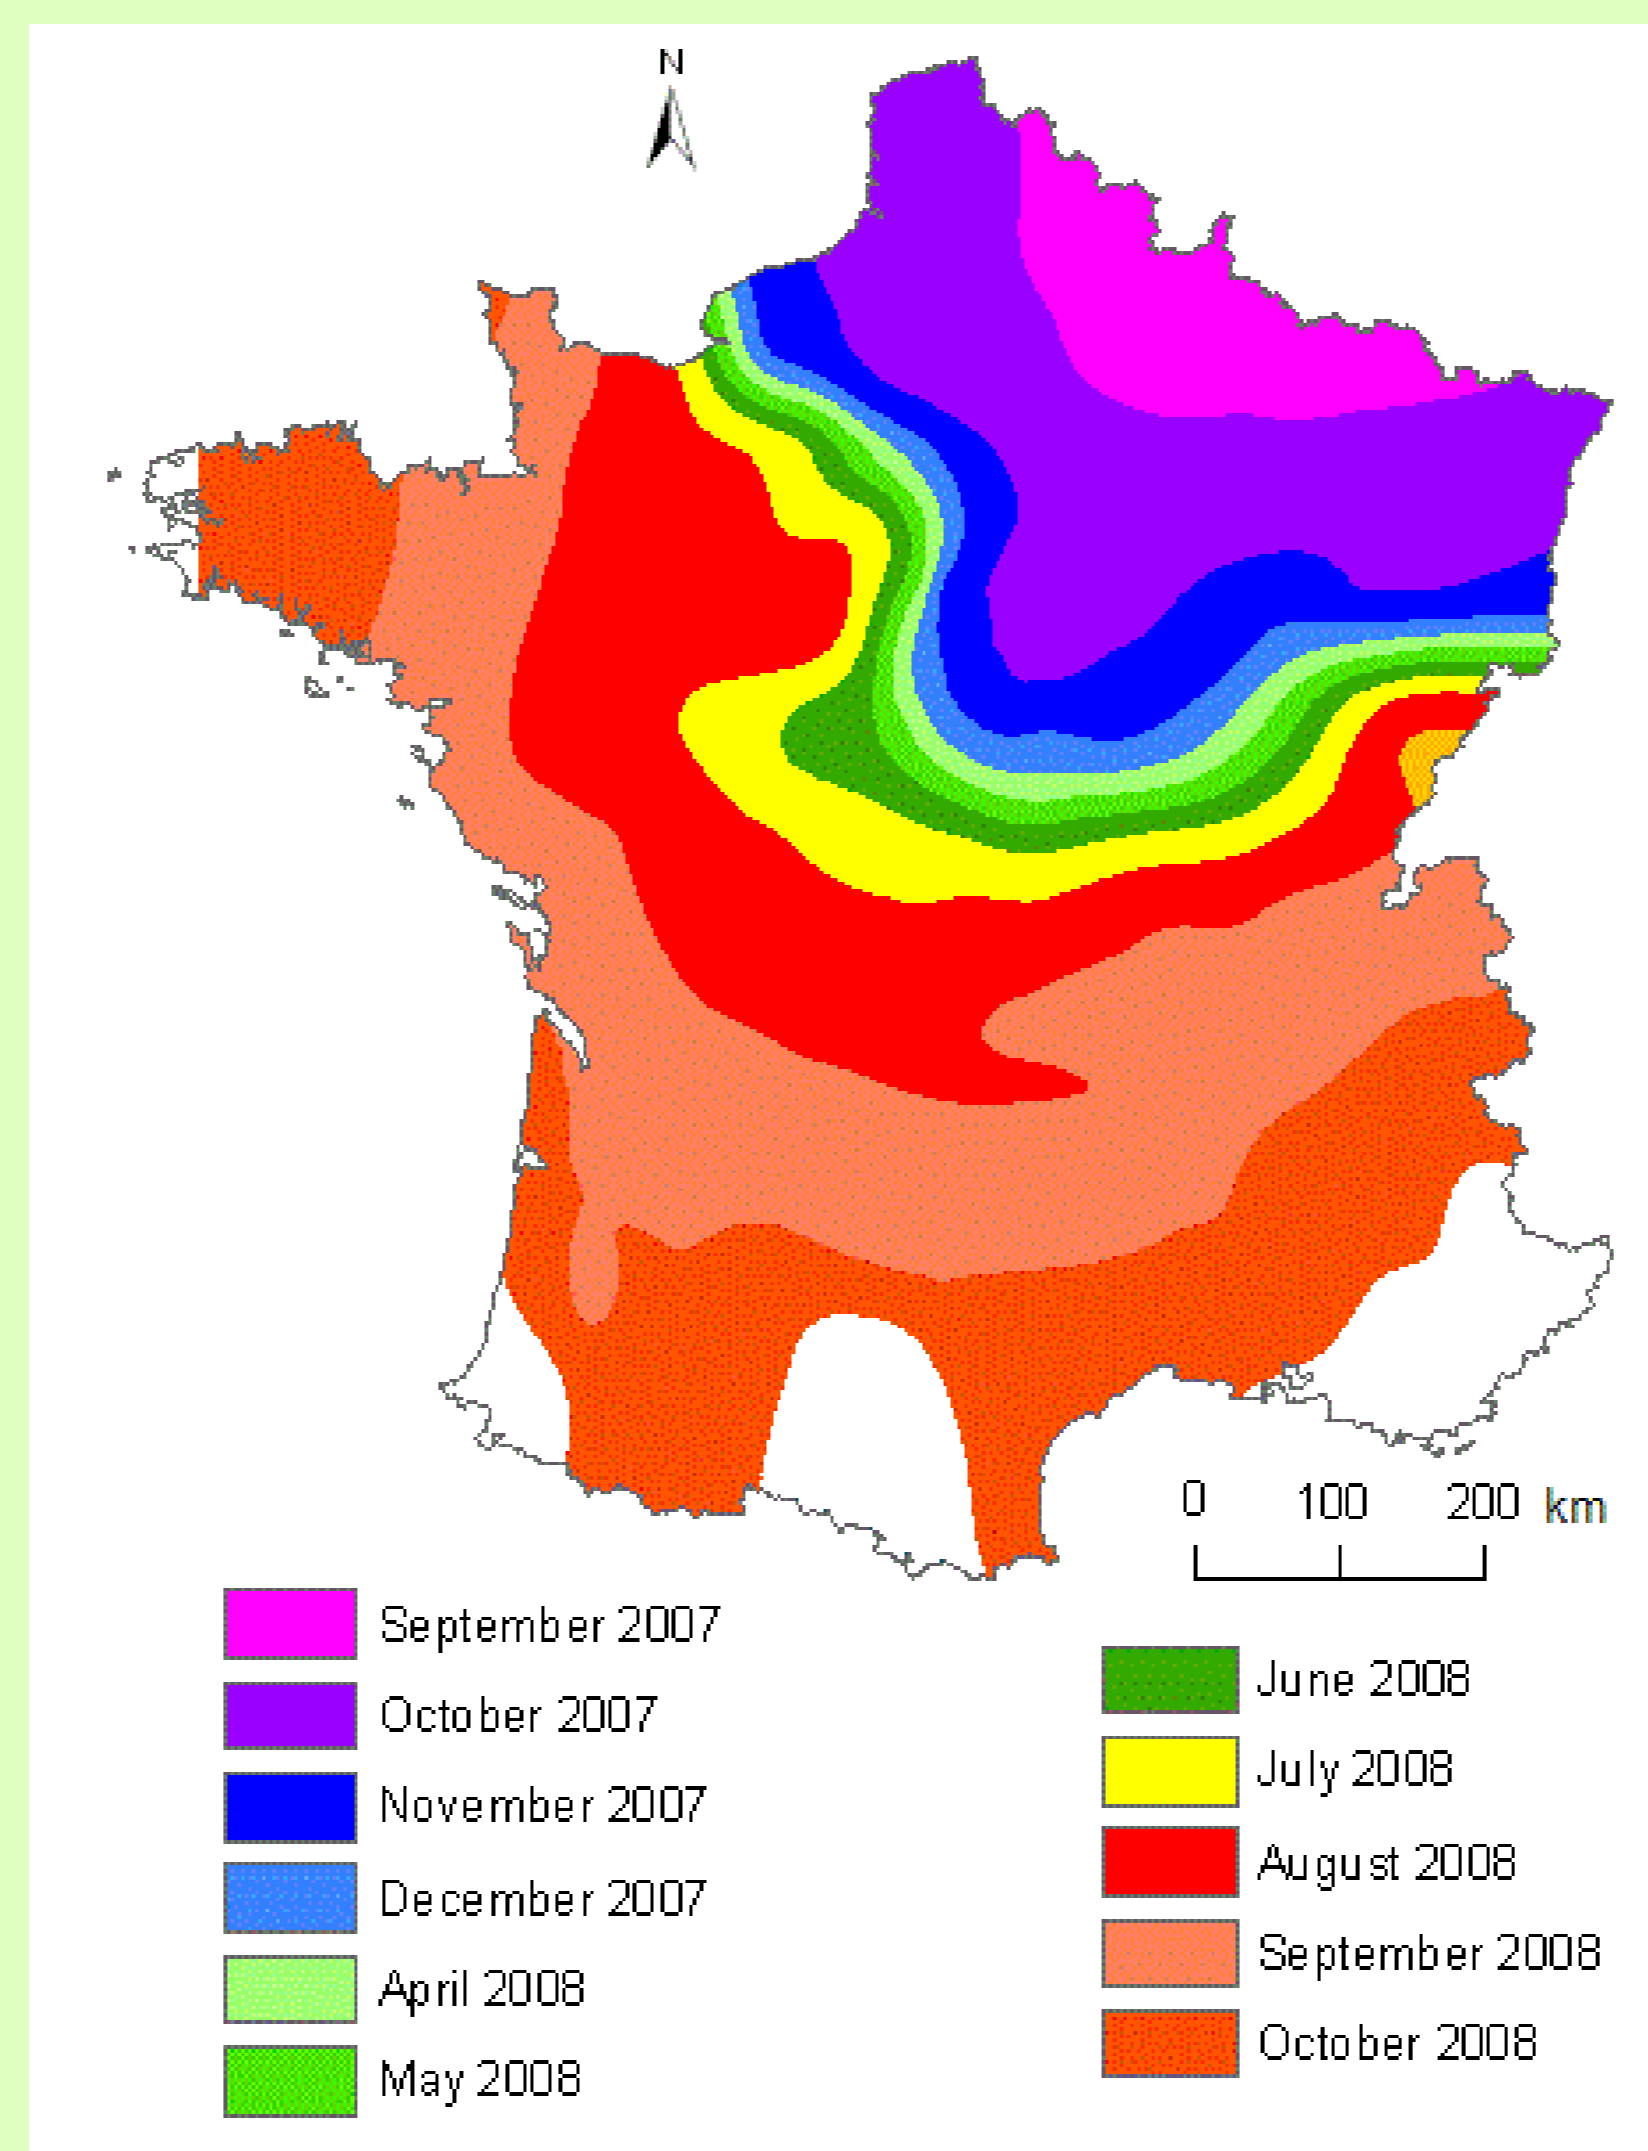 N
0 100 200 km
September 2007
October 2007
November 2007
December 2007
April 2008
May 2008
June 2008
July 2008
August 2008
September 2008
October 2008